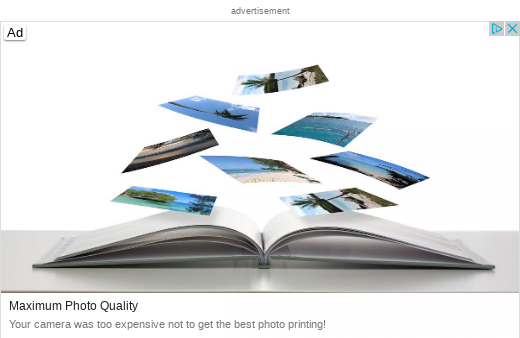 advertisement
Ad
Maximum Photo Quality
Your camera was too expensive not to get the best photo printing!